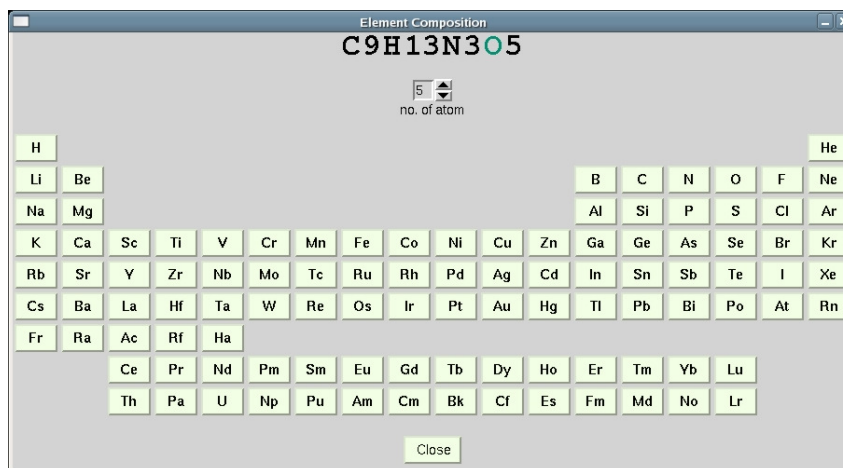 Element Composition
C9H13N3O5
5
no. of atom
H He
Li Be B C N O F Ne
Na Mg Al Si P S Cl Ar
K Ca Sc Ti V Cr Mn Fe Co Ni Cu Zn Ga Ge As Se Br Kr
Rb Sr Y Zr Nb Mo Tc Ru Rh Pd Ag Cd In Sn Sb Te I Xe
Cs Ba La Hf Ta W Re Os Ir Pt Au Hg Tl Pb Bi Po At Rn
Fr Ra Ac Rf Ha
Ce Pr Nd Pm Sm Eu Gd Tb Dy Ho Er Tm Yb Lu
Th Pa U Np Pu Am Cm Bk Cf Es Fm Md No Lr
Close